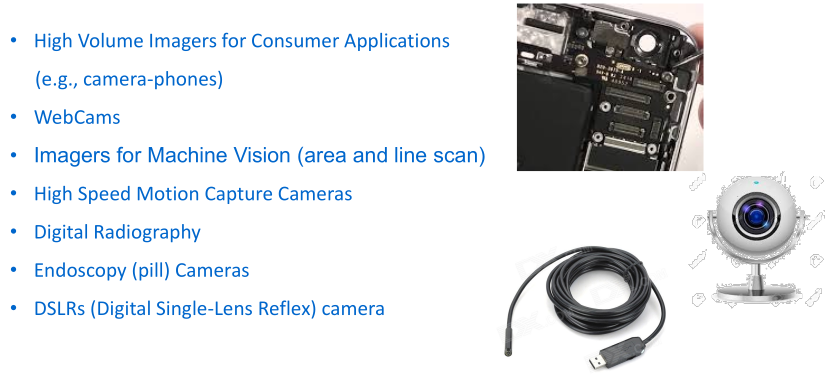 • High Volume Imagers for Consumer Applications
(e.g., camera-phones)
• WebCams
• Imagers for Machine Vision (area and line scan)
• High Speed Motion Capture Cameras
• Digital Radiography
• Endoscopy (pill) Cameras
• DSLRs (Digital Single-Lens Reflex) camera